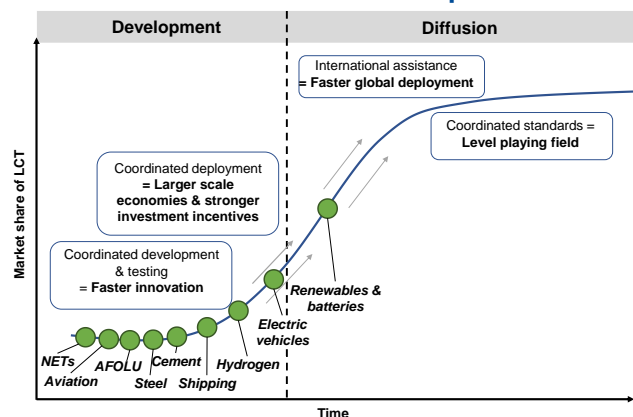 Development
Diffusion
International assistance
= Faster global deployment
Coordinated standards =
Level playing field
Coordinated deployment
= Larger scale
economies & stronger
investment incentives
Coordinated development
& testing
= Faster innovation
Market share of LCT
Renewables &
batteries
Electric
vehicles
Hydrogen
Shipping
Cement
Steel
AFOLU
Aviation
NETs
Time